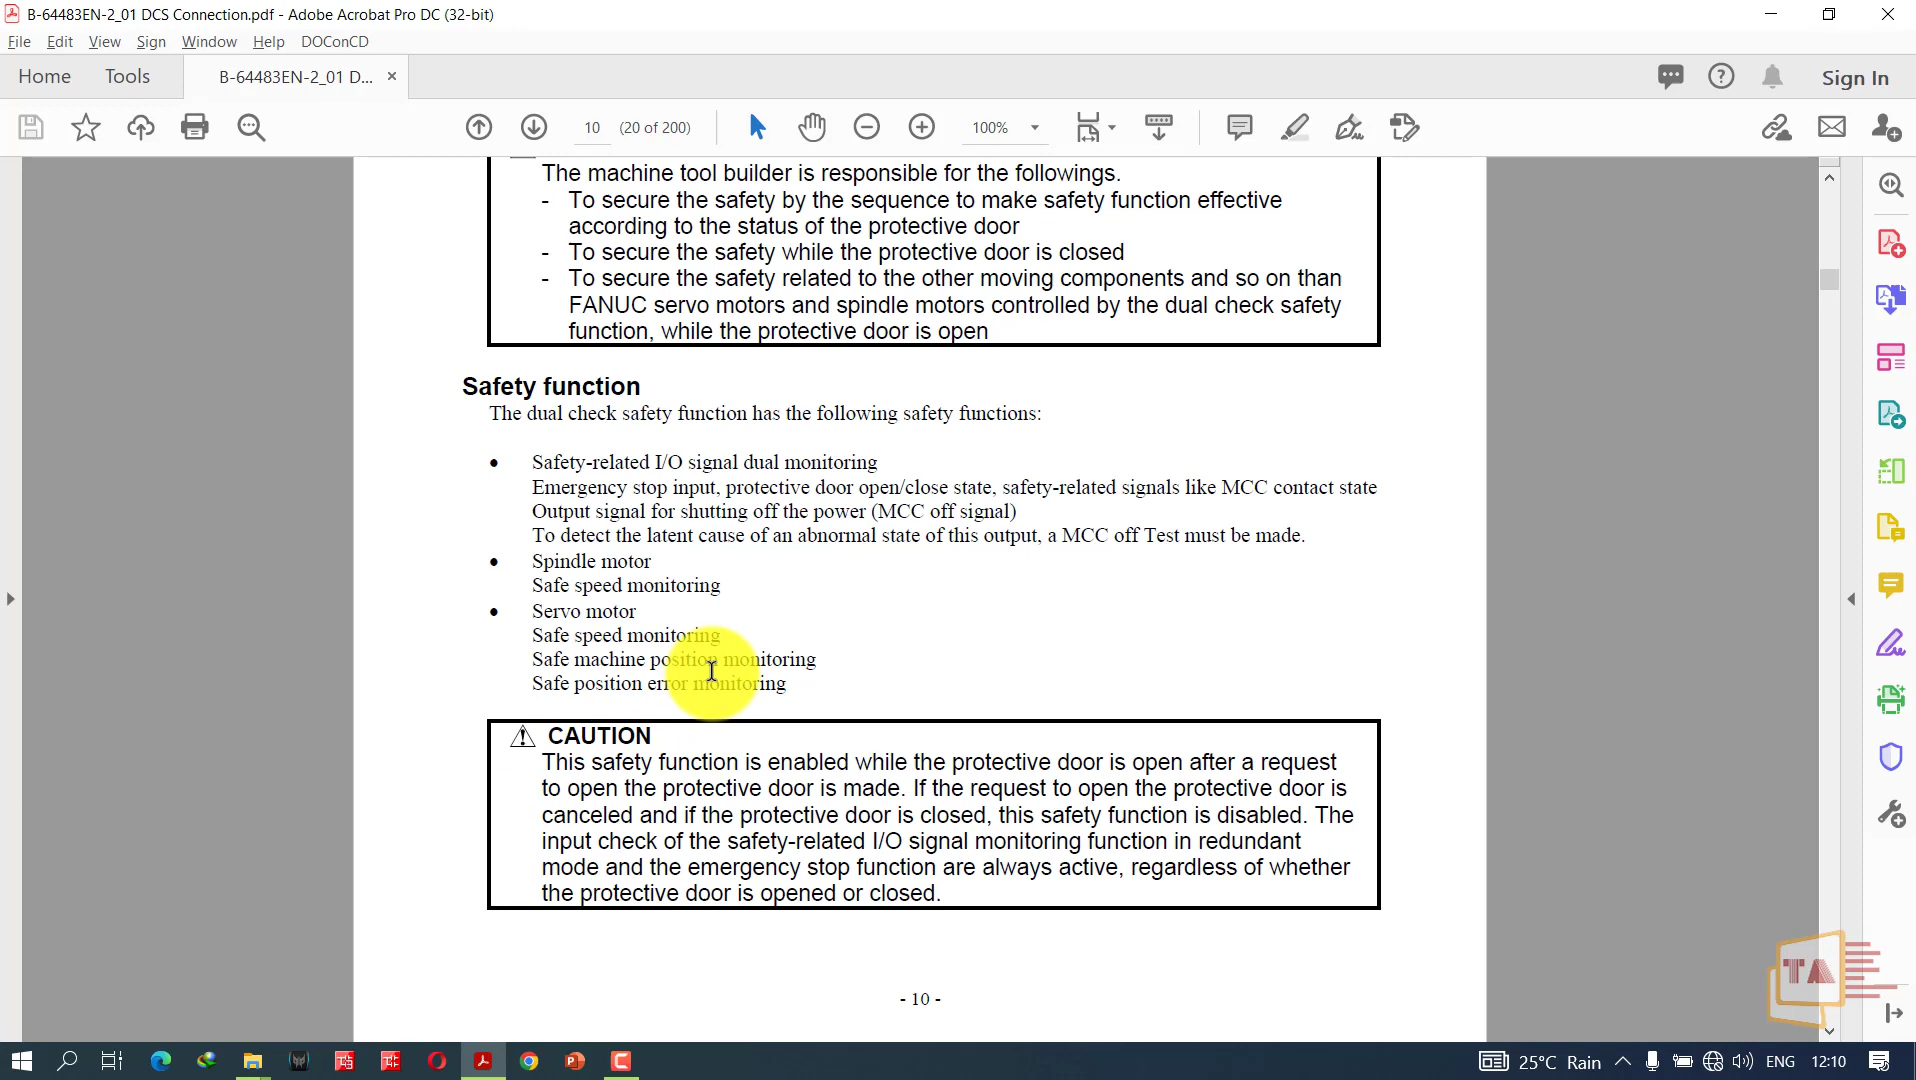 B-64483EN-2_01 DCS Connection.pdf - Adobe Acrobat Pro DC (32-bit)
File Edit View Sign Window Help DOConCD
Home Tools B-64483EN-2_01 D... × Sign In
10 (20 of 200) 100%
The machine tool builder is responsible for the followings.
- To secure the safety by the sequence to make safety function effective
according to the status of the protective door
- To secure the safety while the protective door is closed
- To secure the safety related to the other moving components and so on than
FANUC servo motors and spindle motors controlled by the dual check safety
function, while the protective door is open
Safety function
The dual check safety function has the following safety functions:
• Safety-related I/O signal dual monitoring
Emergency stop input, protective door open/close state, safety-related signals like MCC contact state
Output signal for shutting off the power (MCC off signal)
To detect the latent cause of an abnormal state of this output, a MCC off Test must be made.
• Spindle motor
Safe speed monitoring
• Servo motor
Safe speed monitoring
Safe machine position monitoring
Safe position error monitoring
CAUTION
This safety function is enabled while the protective door is open after a request
to open the protective door is made. If the request to open the protective door is
canceled and if the protective door is closed, this safety function is disabled. The
input check of the safety-related I/O signal monitoring function in redundant
mode and the emergency stop function are always active, regardless of whether
the protective door is opened or closed.
TA
- 10 -
25°C Rain ENG 12:10